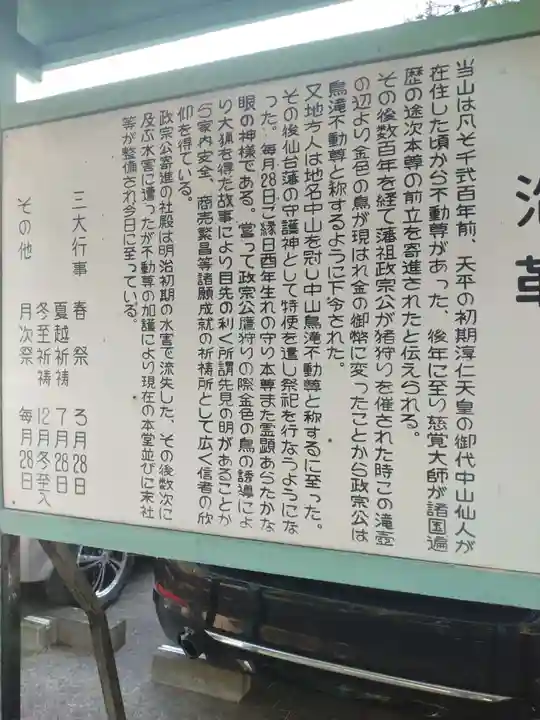 沿革
当山は凡そ千弐百年前、天平の初期淳仁天皇の御代中山仙人が
在住した頃から不動尊があった、後年に至り慈覚大師が諸国遍
歴の途次本尊の前立を寄進されたと伝えられる。
その後数百年を経て藩祖政宗公が猪狩りを催された時この滝壺
の辺より金色の鳥が現はれ金の御幣に変ったことから政宗公は
鳥滝不動尊と称するように下令された。
又地方人は地名中山を冠し中山鳥滝不動尊と称するに至った。
その後仙台藩の守護神として特使を遣し祭祀を行なうようにな
った。毎月28日ご縁日酉年生れの守り本尊また霊顕あらたかな
眼の神様である。嘗って政宗公鷹狩りの際金色の鳥の誘導によ
り大猟を得た故事により目先の利く所謂先見の明があることか
ら家内安全、商売繁昌等諸願成就の祈祷所として広く信者の欣
仰を得ている。
政宗公寄進の社殿は明治初期の水害で流失した、その後数次に
及ぶ水害に遭ったが不動尊の加護により現在の本堂並びに末社
等が整備され今日に至っている。
三大行事 春祭 3月28日
夏越祈祷 7月28日
冬至祈祷 12月冬至入
その他 月次祭 毎月28日